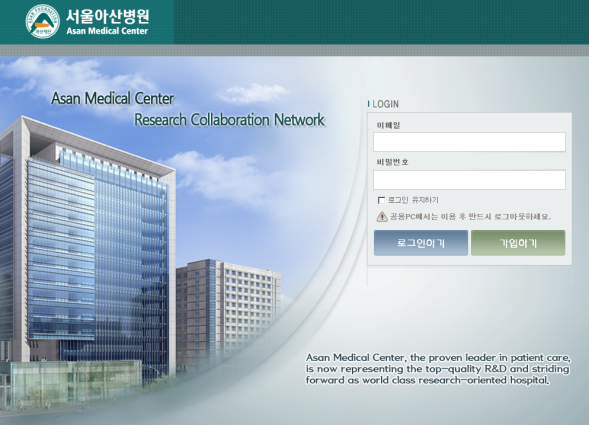 서울아산병원
Asan Medical Center
Asan Medical Center
Research Collaboration Network
LOGIN
이메일
비밀번호
로그인 유지하기
공용PC에서는 이용 후 반드시 로그아웃하세요.
로그인하기
가입하기
Asan Medical Center, the proven leader in patient care,
is now representing the top-quality R&D and striding
forward as world class research-oriented hospital.